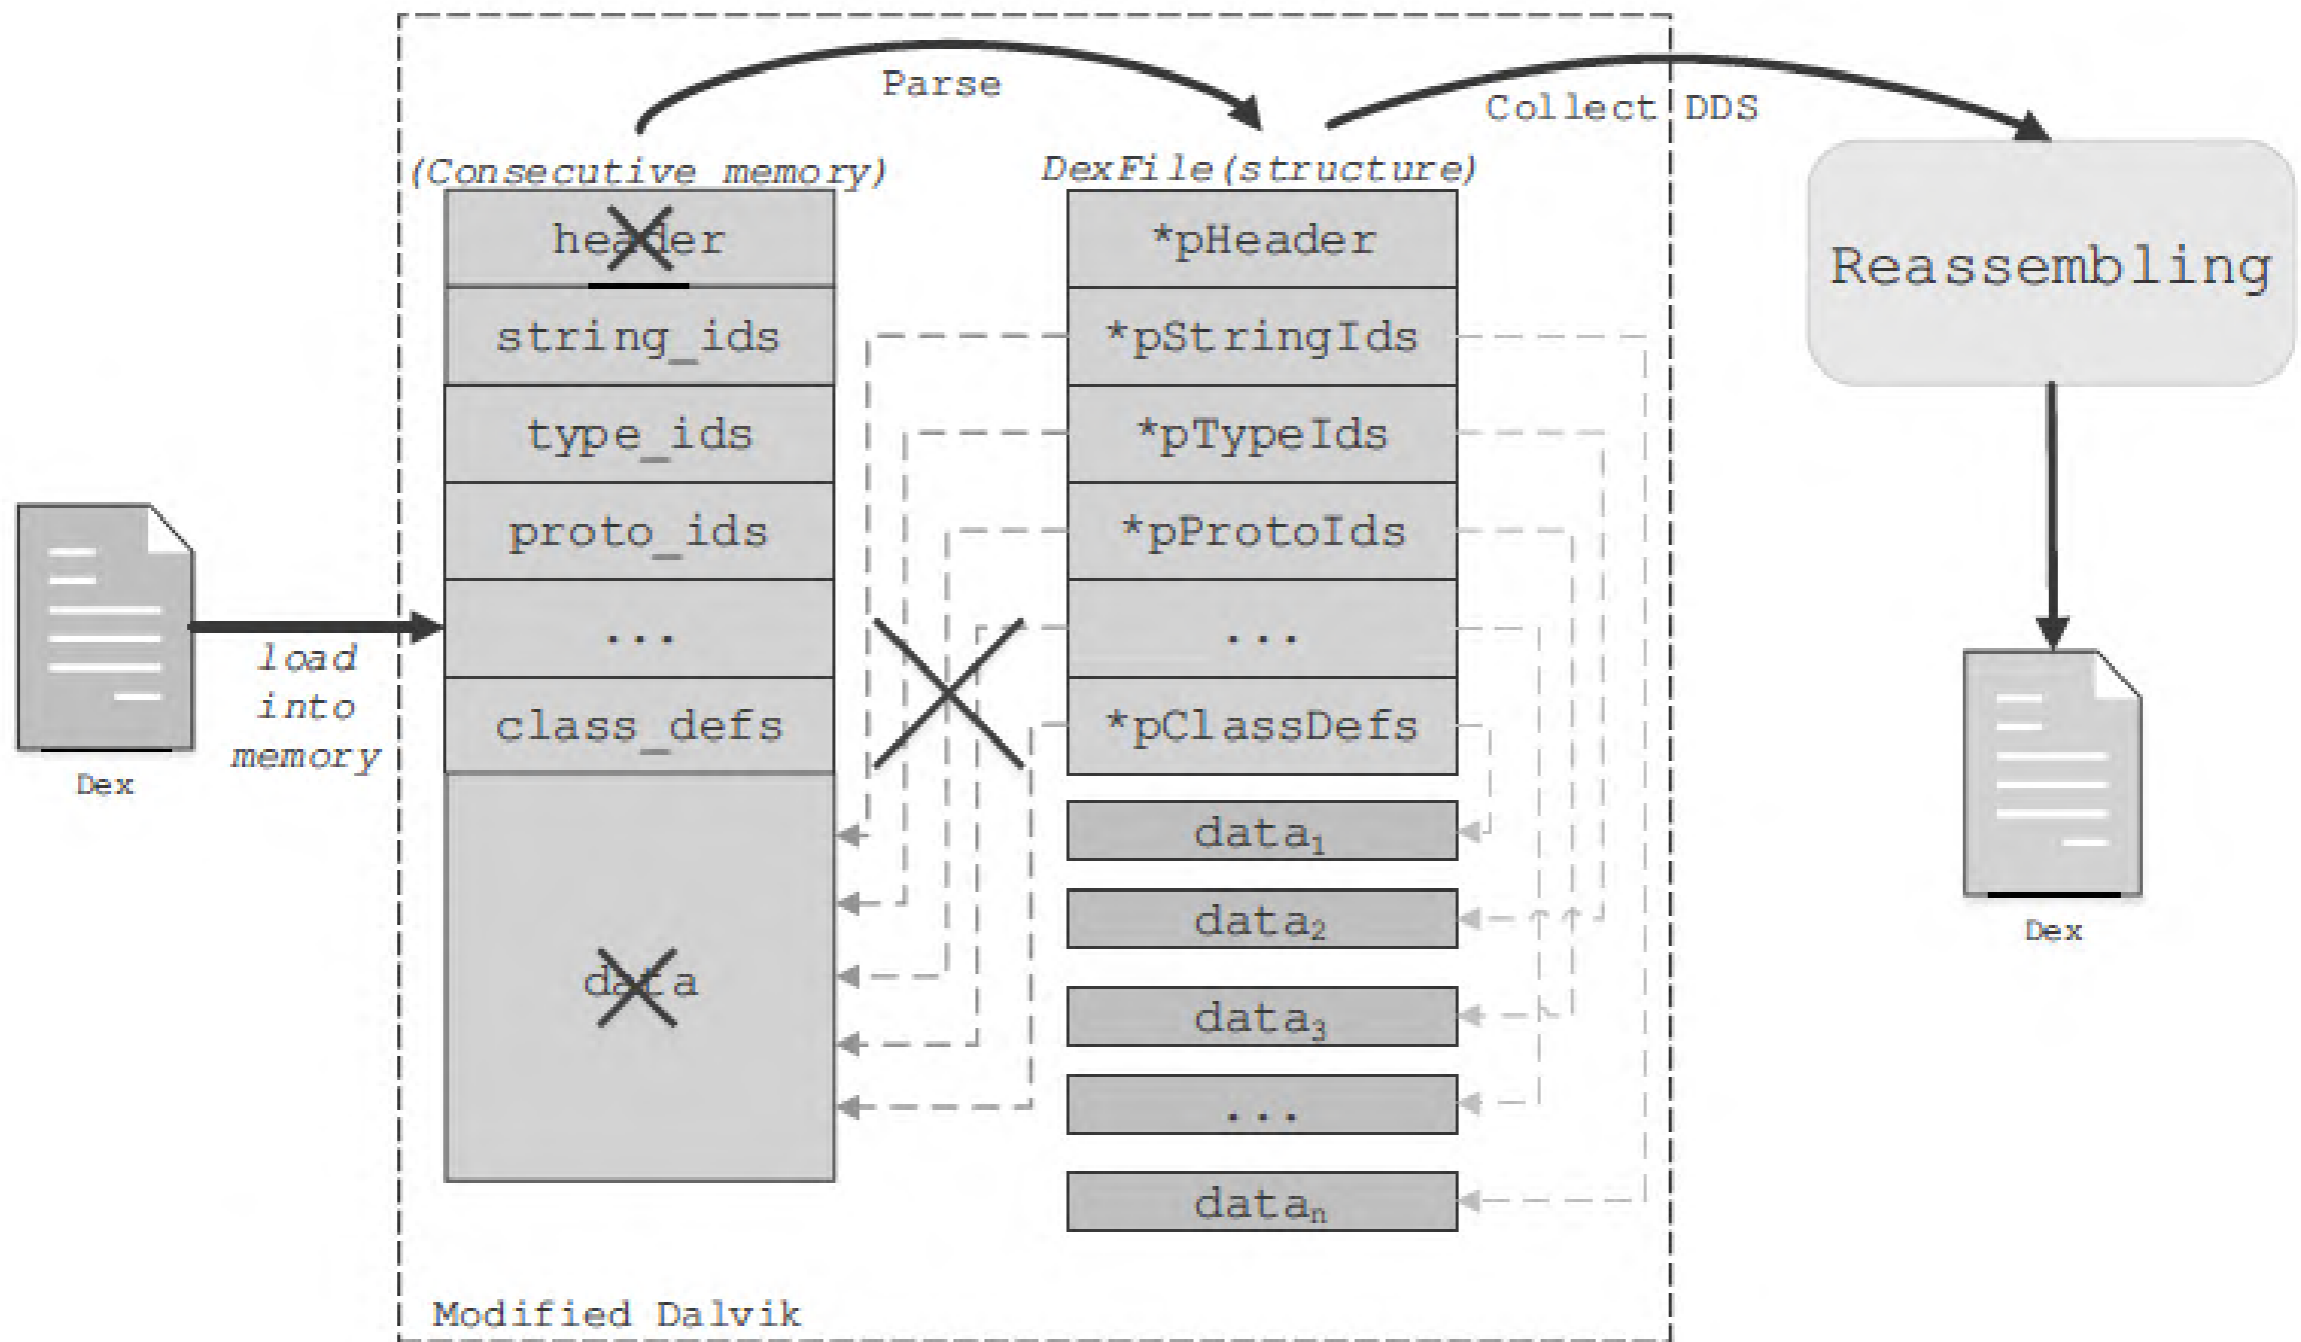 Parse
Collect DDS
(Consecutive memory)
DexFile(structure)
header
string_ids
type_ids
proto_ids
...
class_defs
data
*pHeader
*pStringIds
*pTypeIds
*pProtoIds
...
*pClassDefs
data1
data2
data3
...
datan
Reassembling
load
into
memory
Dex
Dex
Modified Dalvik